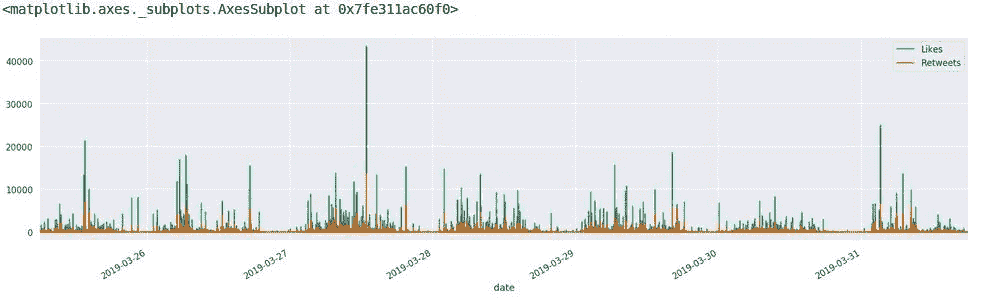 <matplotlib.axes._subplots.AxesSubplot at 0x7fe311ac60f0>
Likes
Retweets
40000
30000
20000
10000
0
2019-03-26
2019-03-27
2019-03-28
2019-03-29
2019-03-30
2019-03-31
date